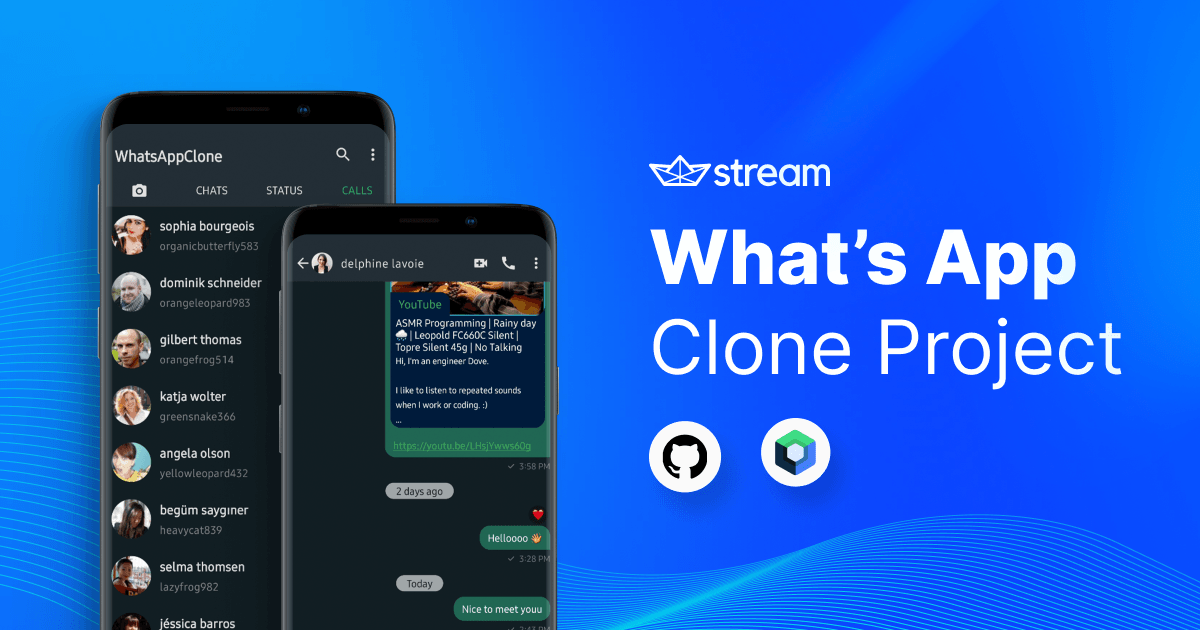 WhatsAppClone
CHATS STATUS CALLS
sophia bourgeois
organicbutterfly583
dominik schneider
orangeleopard983
gilbert thomas
orangefrog514
katja wolter
greensnake366
angela olson
yellowleopard432
begüm saygıner
heavycat839
selma thomsen
lazyfrog982
jéssica barros
delphine lavoie
YouTube
ASMR Programming | Rainy day
🌧 | Leopold FC660C Silent |
Topre Silent 45g | No Talking
Hi, I'm an engineer Dove.
I like to listen to repeated sounds
when I work or coding. :)
...
https://youtu.be/LHsjYwws60g
3:58 PM
2 days ago
Helloooo 👋
3:28 PM
Today
Nice to meet youu
stream
What's App
Clone Project